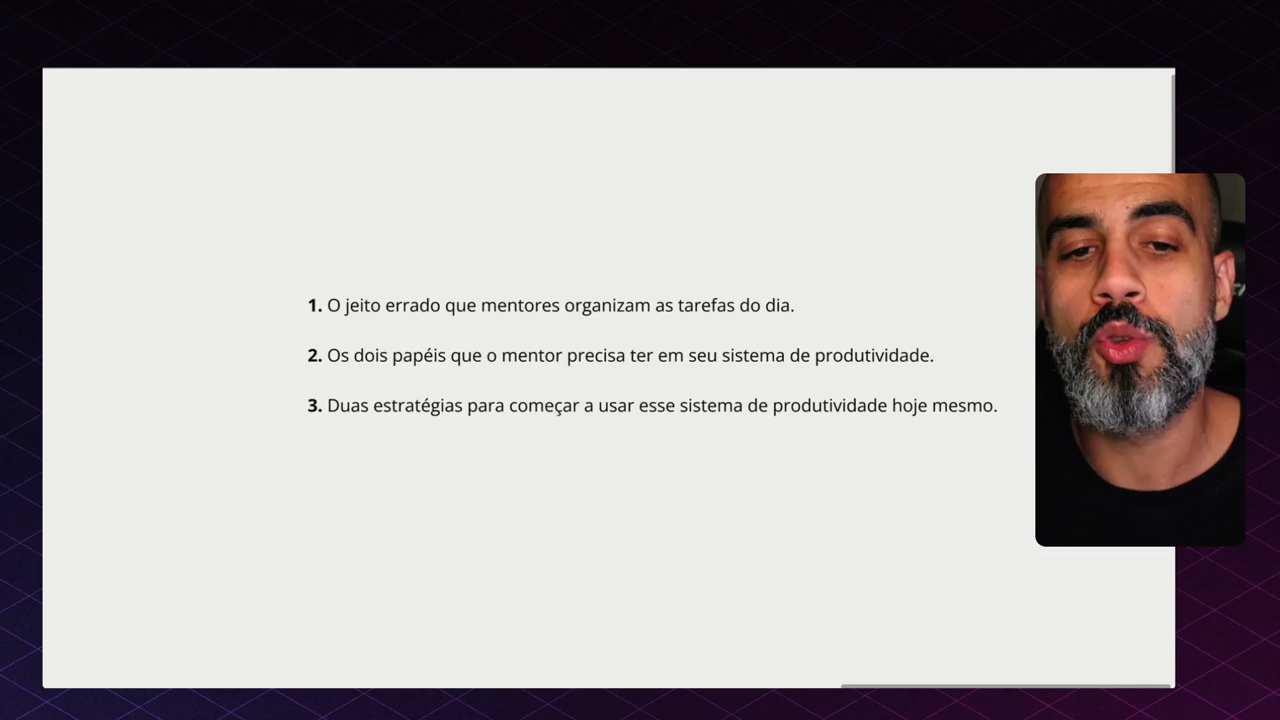 1. O jeito errado que mentores organizam as tarefas do dia.
2. Os dois papéis que o mentor precisa ter em seu sistema de produtividade.
3. Duas estratégias para começar a usar esse sistema de produtividade hoje mesmo.